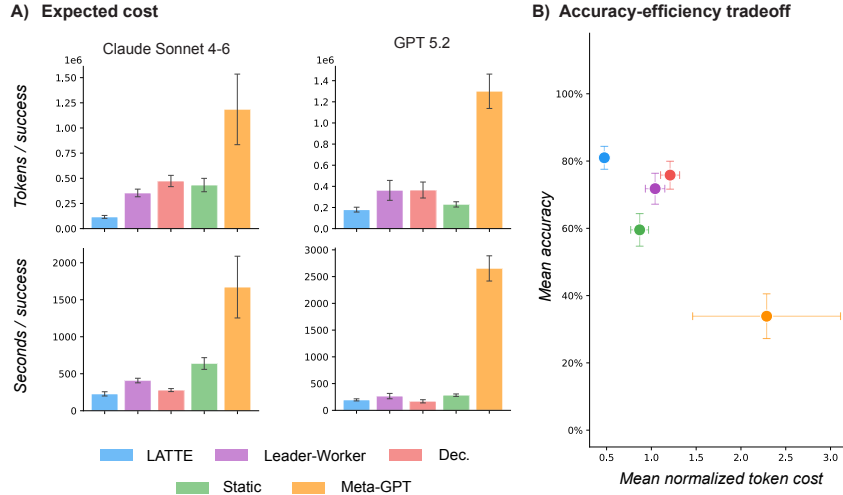 A) Expected cost
B) Accuracy-efficiency tradeoff
Claude Sonnet 4-6
GPT 5.2
1e6
1.50
1.25
1.00
0.75
0.50
0.25
0.00
Tokens / success
1e6
1.4
1.2
1.0
0.8
0.6
0.4
0.2
0.0
2000
1500
1000
500
0
Seconds / success
3000
2500
2000
1500
1000
500
0
100%
80%
60%
40%
20%
0%
Mean accuracy
0.5 1.0 1.5 2.0 2.5 3.0
Mean normalized token cost
LATTE Leader-Worker Dec.
Static Meta-GPT